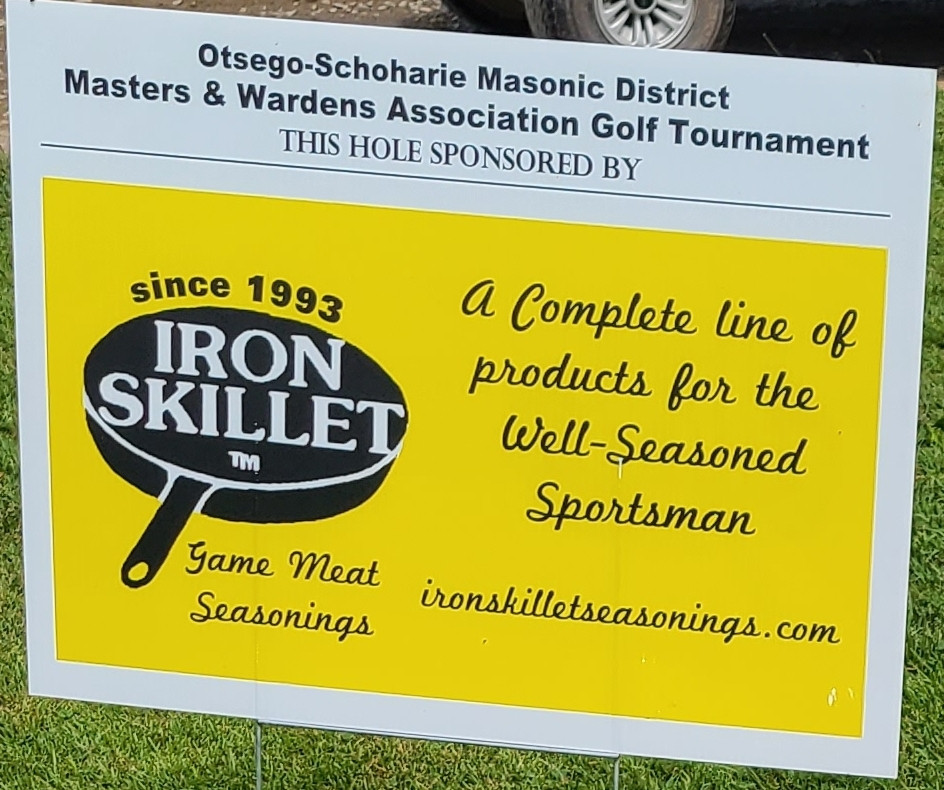 Otsego-Schoharie Masonic District
Masters & Wardens Association Golf Tournament
THIS HOLE SPONSORED BY
since 1993
IRON
SKILLET
TM
Game Meat
Seasonings
A Complete line of
products for the
Well-Seasoned
Sportsman
ironskilletseasonings.com